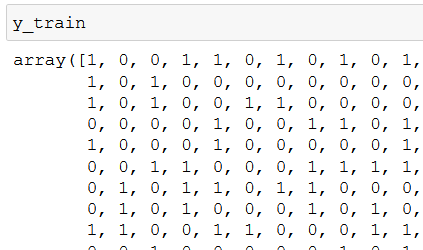 y_train
array([1, 0, 0, 1, 1, 0, 1, 0, 1, 0, 1,
1, 0, 1, 0, 0, 0, 0, 0, 0, 0, 0,
1, 0, 1, 0, 0, 1, 1, 0, 0, 0, 0,
0, 0, 0, 0, 1, 0, 0, 1, 1, 0, 1,
1, 0, 0, 0, 1, 0, 0, 0, 0, 0, 1,
0, 0, 1, 1, 0, 0, 0, 1, 1, 1, 1,
0, 1, 0, 1, 1, 0, 1, 1, 0, 0, 0,
0, 1, 0, 1, 0, 0, 0, 1, 0, 1, 0,
1, 1, 0, 0, 1, 1, 0, 0, 0, 1, 1,